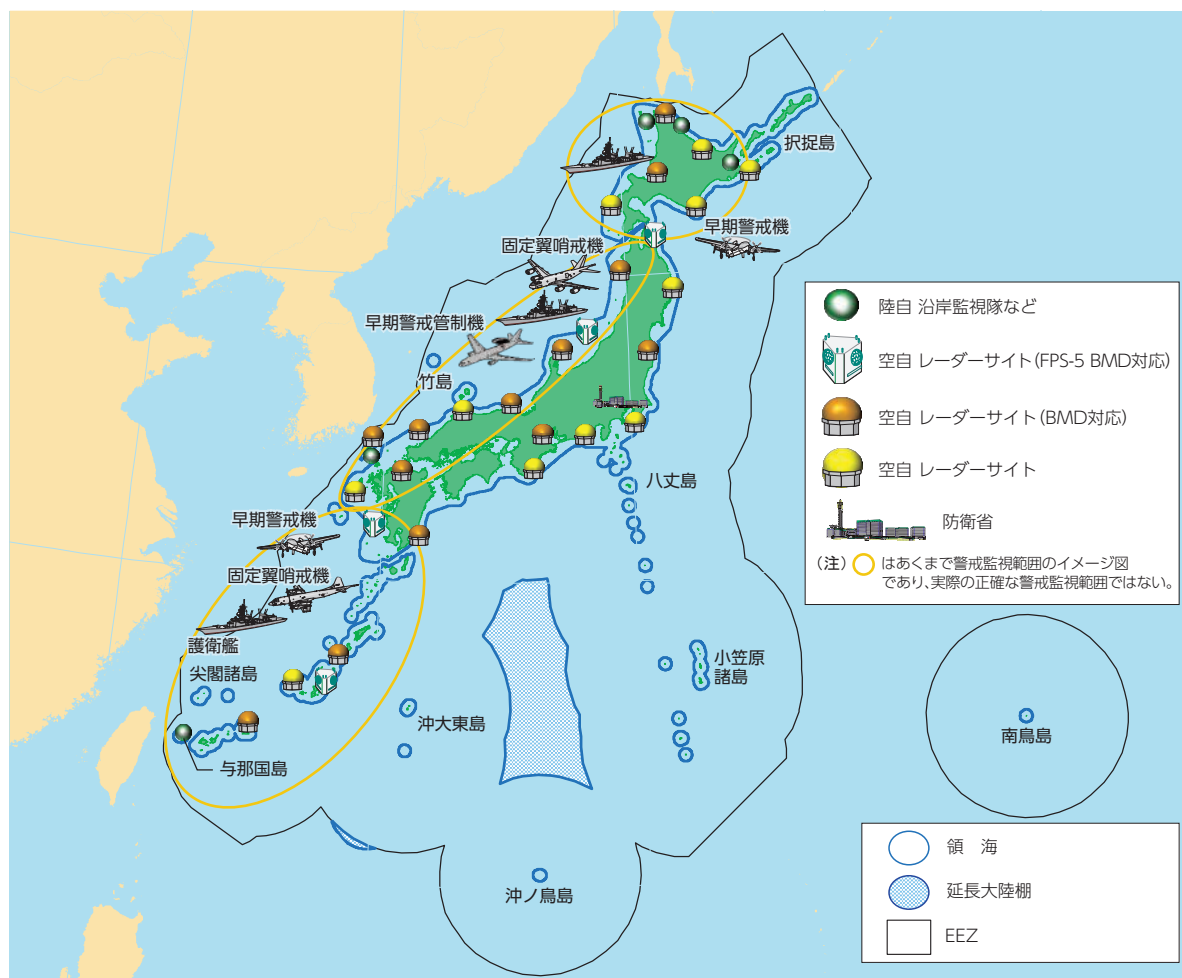 択捉島
早期警戒機
固定翼哨戒機
早期警戒管制機
竹島
八丈島
早期警戒機
固定翼哨戒機
護衛艦
尖閣諸島
小笠原
諸島
沖大東島
与那国島
南鳥島
沖ノ鳥島
陸自 沿岸監視隊など
空自 レーダーサイト(FPS-5 BMD対応)
空自 レーダーサイト(BMD対応)
空自 レーダーサイト
防衛省
(注) はあくまで警戒監視範囲のイメージ図
であり、実際の正確な警戒監視範囲ではない。
領 海
延長大陸棚
EEZ